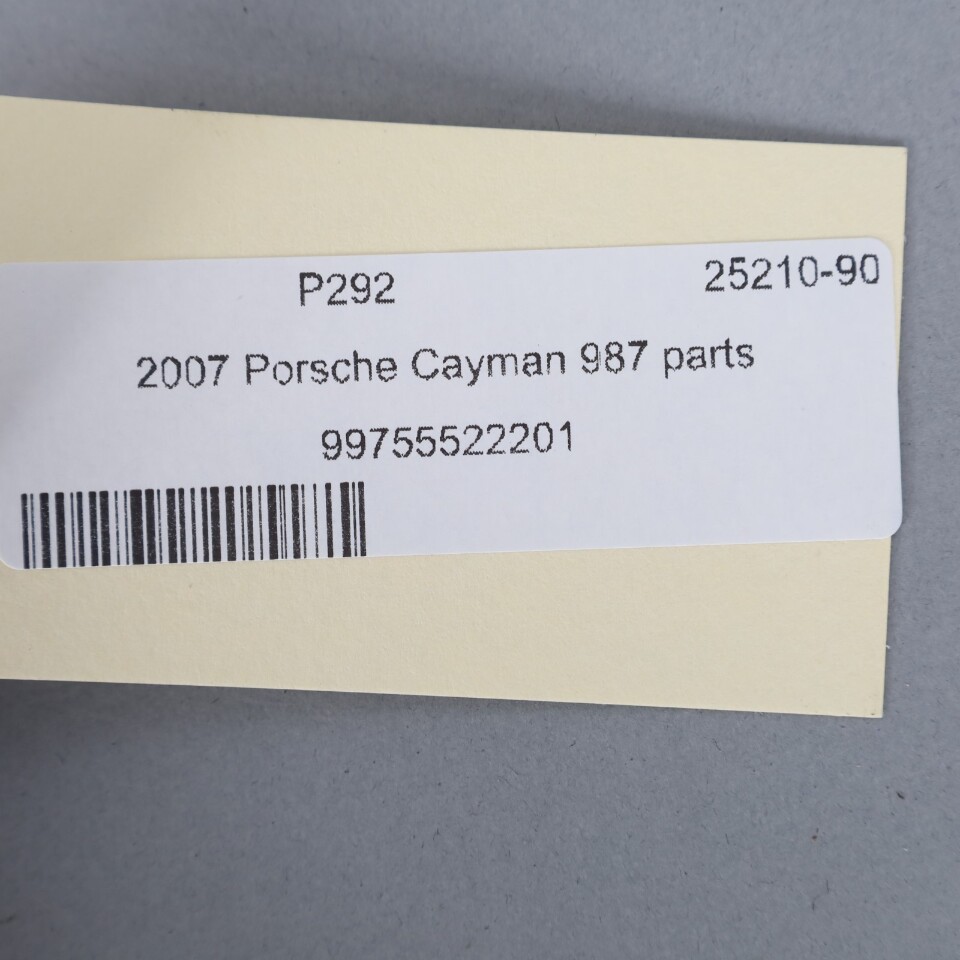 P292 25210-90
2007 Porsche Cayman 987 parts
99755522201